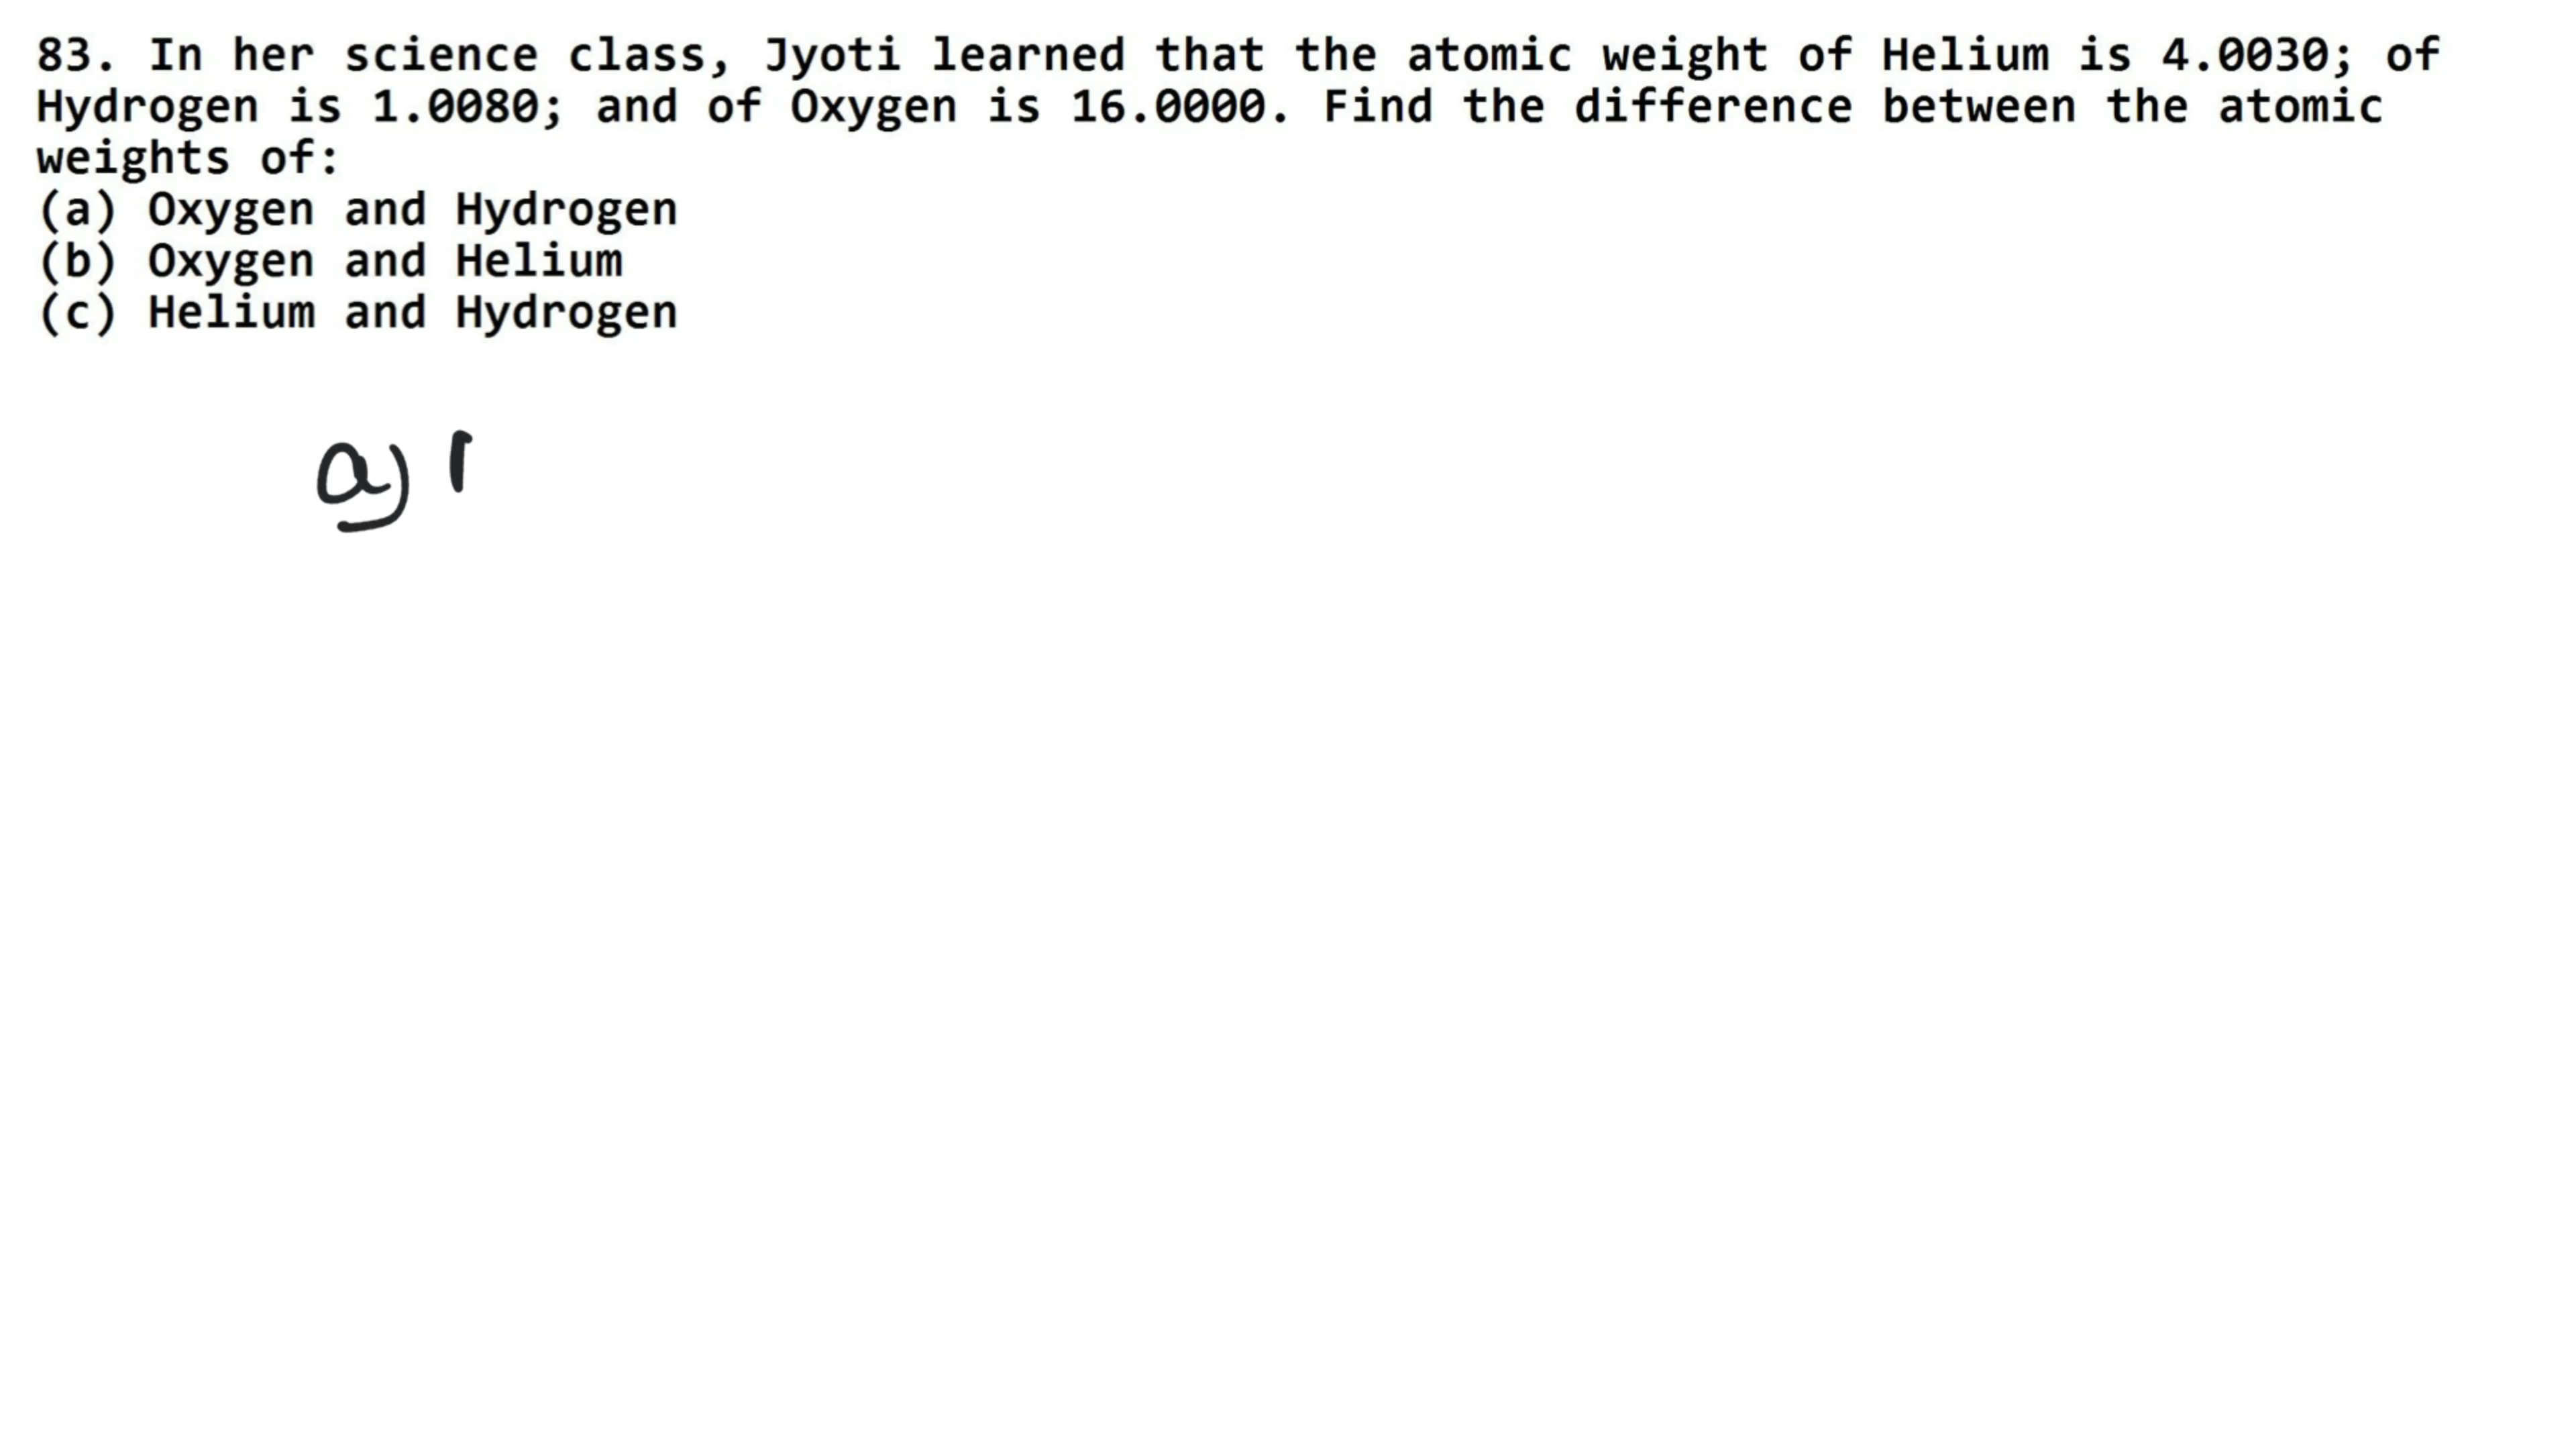 83. In her science class, Jyoti learned that the atomic weight of Helium is 4.0030; of
Hydrogen is 1.0080; and of Oxygen is 16.0000. Find the difference between the atomic
weights of:
(a) Oxygen and Hydrogen
(b) Oxygen and Helium
(c) Helium and Hydrogen
a) 1